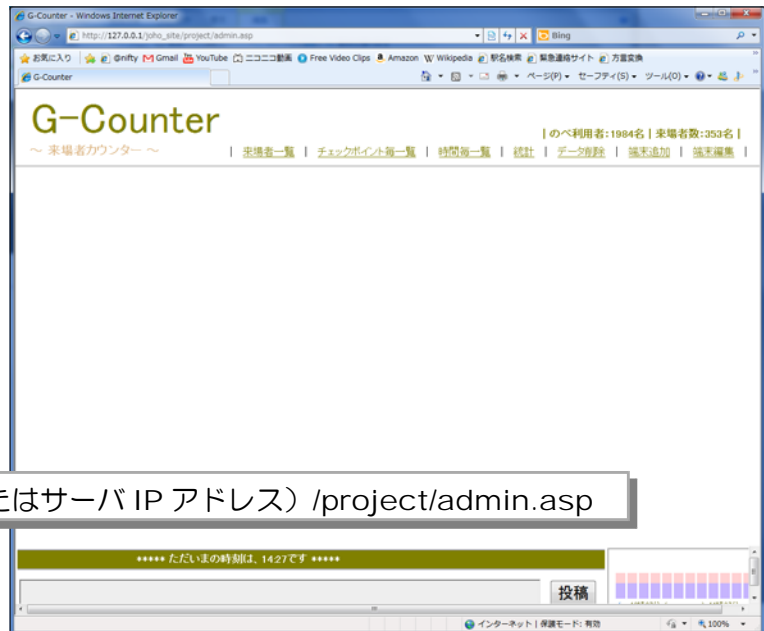 G-Counter - Windows Internet Explorer
http://127.0.0.1/joho_site/project/admin.asp
Bing
お気に入り @nifty Gmail YouTube ニコニコ動画 Free Video Clips Amazon Wikipedia 駅名検索 緊急連絡サイト 方言変換
G-Counter ページ(P) セーフティ(S) ツール(O)
G-Counter
| のべ利用者:1984名 | 来場者数:353名 |
～ 来場者カウンター ～ | 来場者一覧 | チェックポイント毎一覧 | 時間毎一覧 | 統計 | データ削除 | 端末追加 | 端末編集 |
はサーバ IP アドレス）/project/admin.asp
***** ただいまの時刻は、14:27です *****
投稿
インターネット | 保護モード: 有効 100%